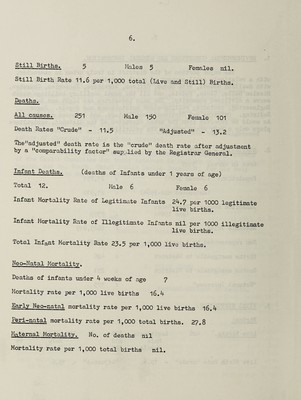 6.
Still Births. 5 Males 5 Females nil.
Still Birth Rate 11.6 per 1,000 total (Live and Still) Births.
Deaths.
All causes. 251 Male 150 Female 101
Death Rates "Crude" - 11.5 "Adjusted" - 13.2
The "adjusted" death rate is the "crude" death rate after adjustment
by a "comparability factor" supplied by the Registrar General.
Infant Deaths. (deaths of Infants under 1 years of age)
Total 12. Male 6 Female 6
Infant Mortality Rate of Legitimate Infants 24.7 per 1000 legitimate
live births.
Infant Mortality Rate of Illegitimate Infants nil per 1000 illegitimate
live births.
Total Infant Mortality Rate 23.5 per 1,000 live births.
Neo-Natal Mortality.
Deaths of infants under 4 weeks of age 7
Mortality rate per 1,000 live births 16.4
Early Neo-natal mortality rate per 1,000 live births 16.4
Peri-natal mortality rate per 1,000 total births. 27.8
Maternal Mortality. No. of deaths nil
Mortality rate per 1,000 total births nil.